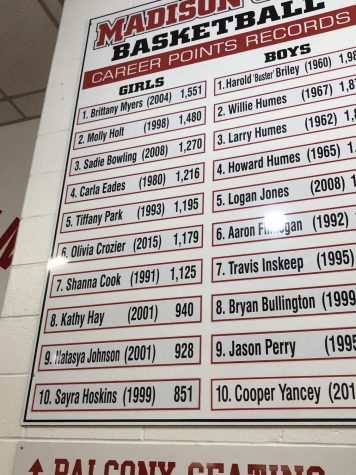 MADISON
BASKETBALL
CAREER POINTS RECORDS
GIRLS
1. Brittany Myers (2004) 1,551
2. Molly Holt (1998) 1,480
3. Sadie Bowling (2008) 1,270
4. Carla Eades (1980) 1,216
5. Tiffany Park (1993) 1,195
6. Olivia Crozier (2015) 1,179
7. Shanna Cook (1991) 1,125
8. Kathy Hay (2001) 940
9. Natasya Johnson (2001) 928
10. Sayra Hoskins (1999) 851
BOYS
1. Harold 'Buster' Briley (1960)
2. Willie Humes (1967)
3. Larry Humes (1962)
4. Howard Humes (1965)
5. Logan Jones (2008)
6. Aaron Finnegan (1992)
7. Travis Inskeep (1995)
8. Bryan Bullington (1999
9. Jason Perry (1995
10. Cooper Yancey (201
BALCONY SEATING